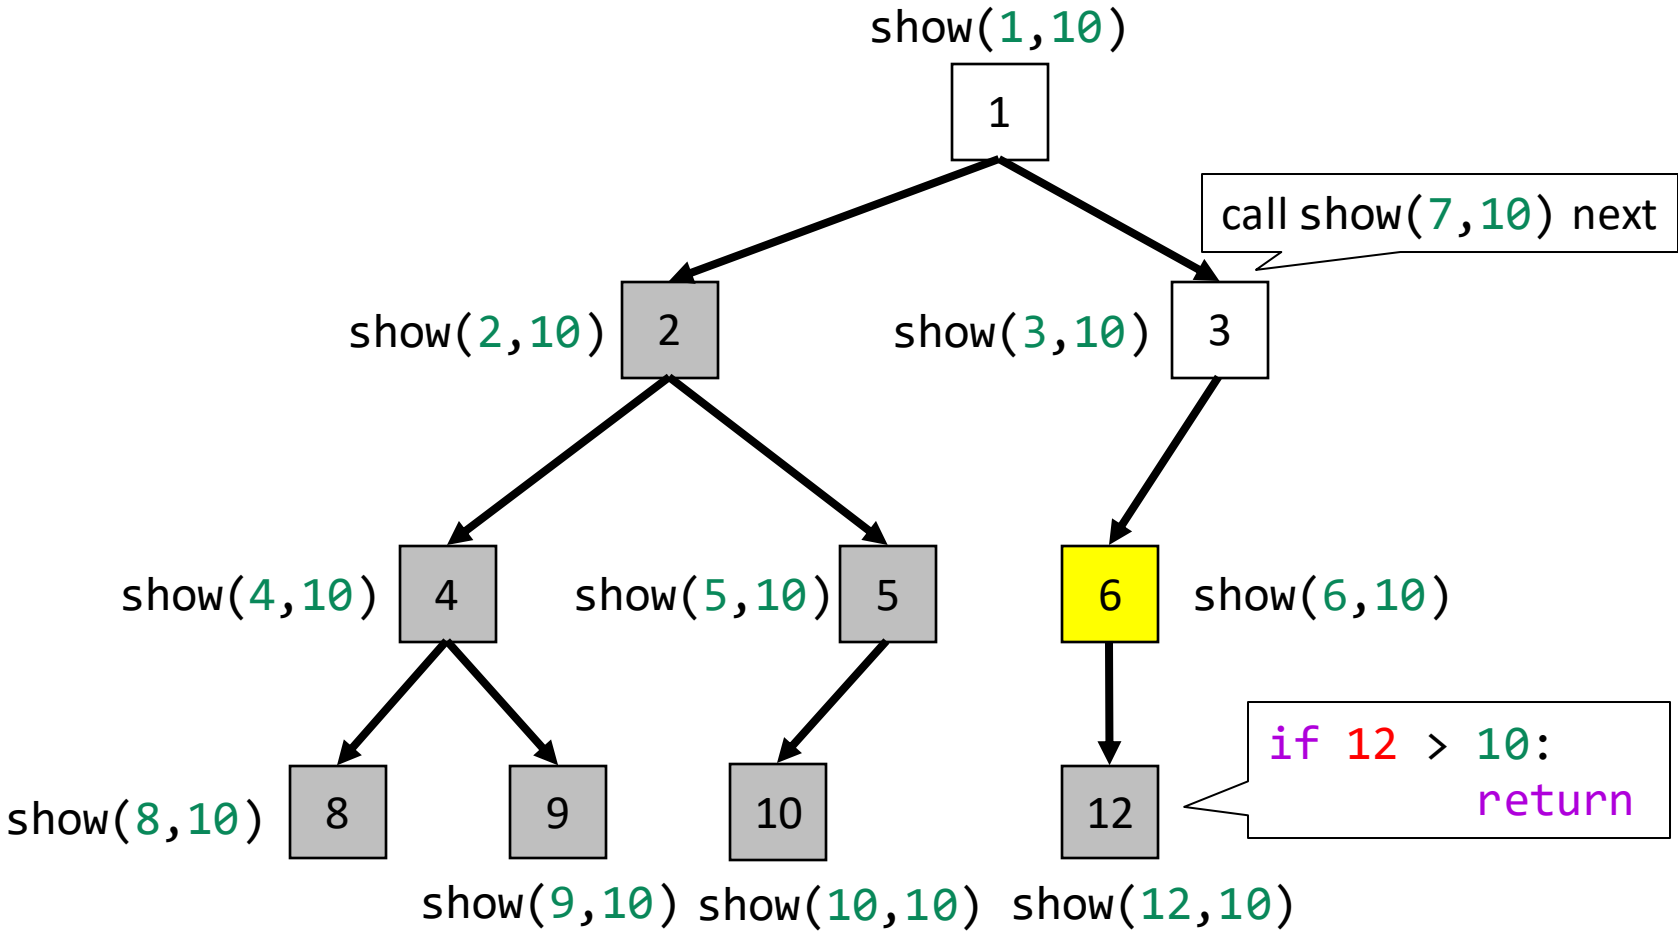 show(1,10)
1
call show(7,10) next
show(2,10)
2
show(3,10)
3
show(4,10)
4
show(5,10)
5
6
show(6,10)
show(8,10)
8
9
10
12
if 12 > 10:
return
show(9,10)
show(10,10)
show(12,10)